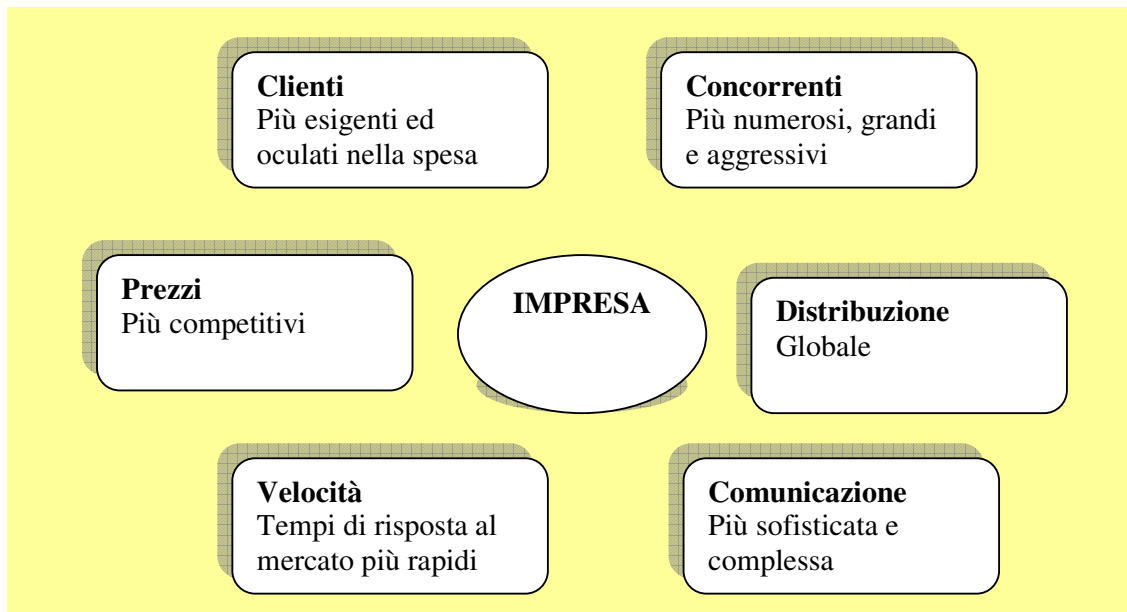 Clienti
Più esigenti ed
oculati nella spesa
Concorrenti
Più numerosi, grandi
e aggressivi
Prezzi
Più competitivi
IMPRESA
Distribuzione
Globale
Velocità
Tempi di risposta al
mercato più rapidi
Comunicazione
Più sofisticata e
complessa